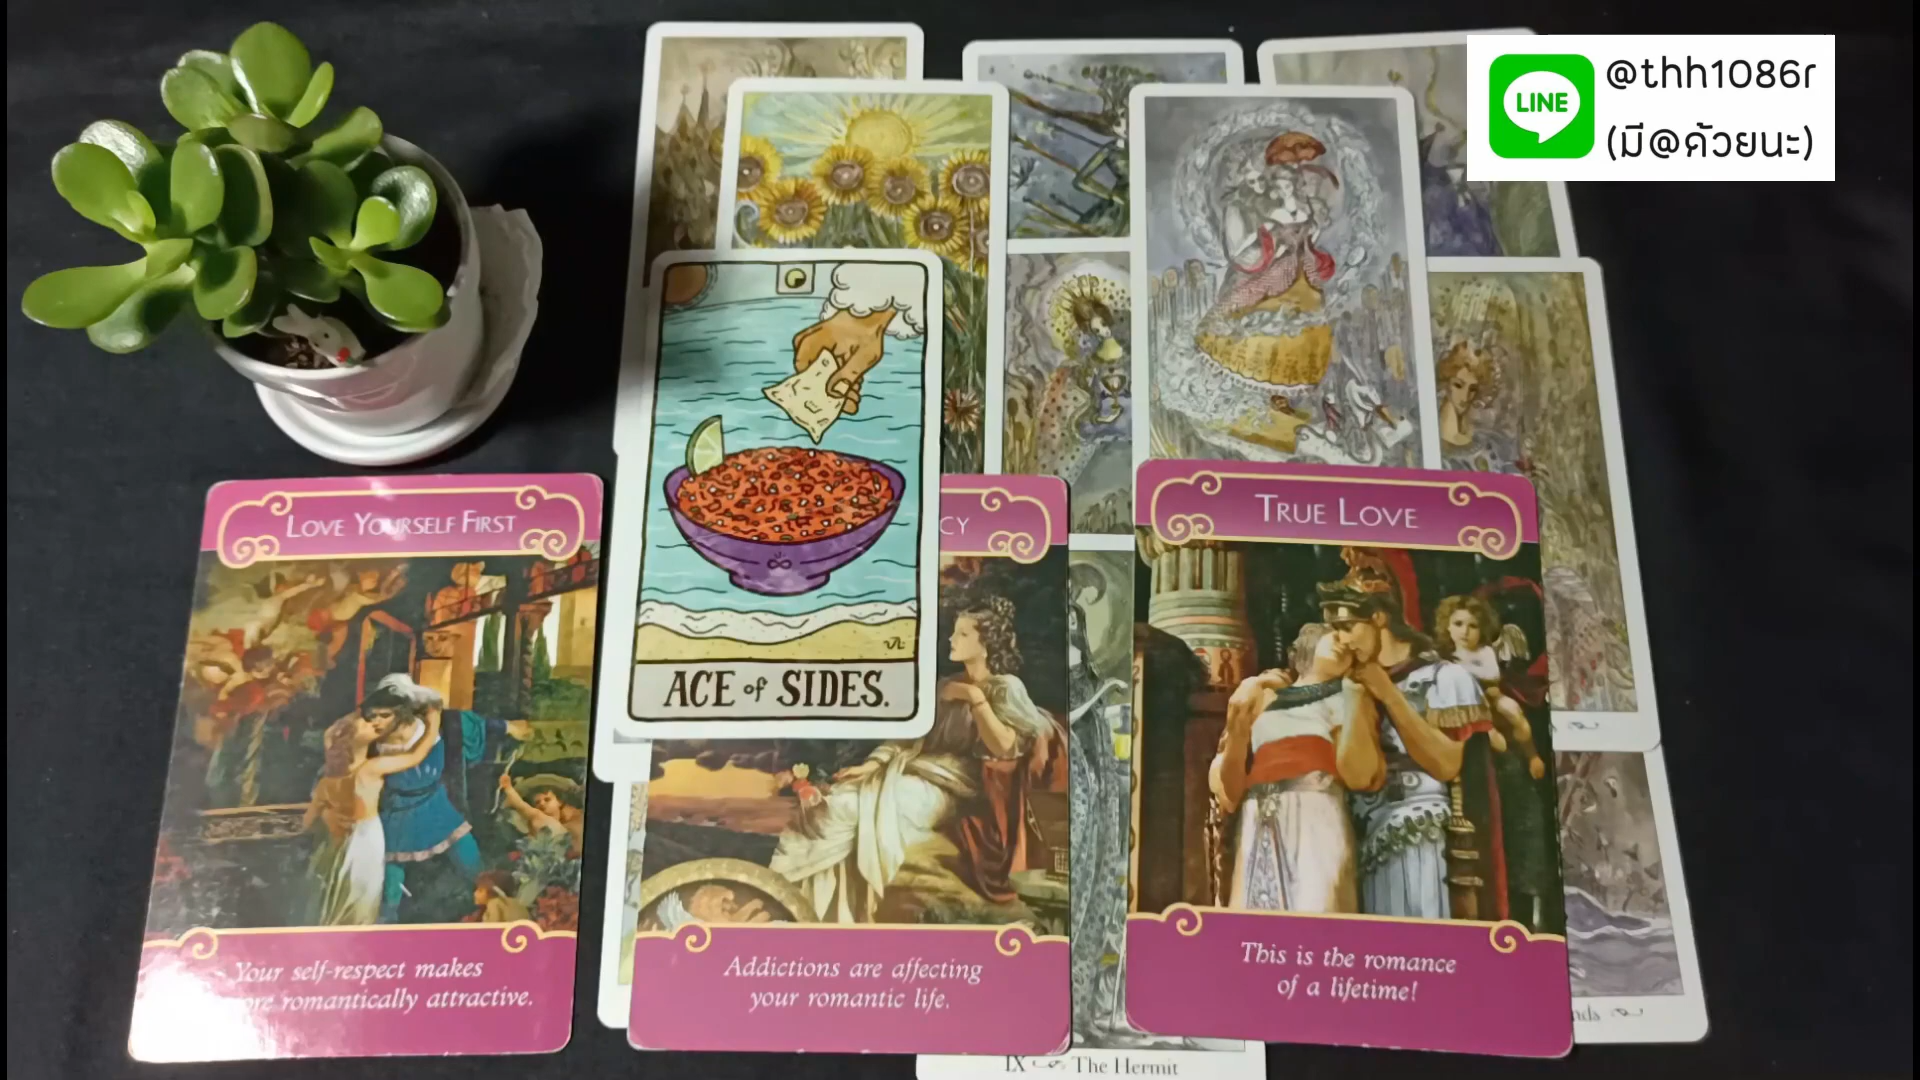 LINE
@thh1086r
(มี@ด้วยนะ)
LOVE YOURSELF FIRST
CY
TRUE LOVE
ACE of SIDES.
Your self-respect makes
romantically attractive.
Addictions are affecting
your romantic life.
This is the romance
of a lifetime!
IX The Hermit